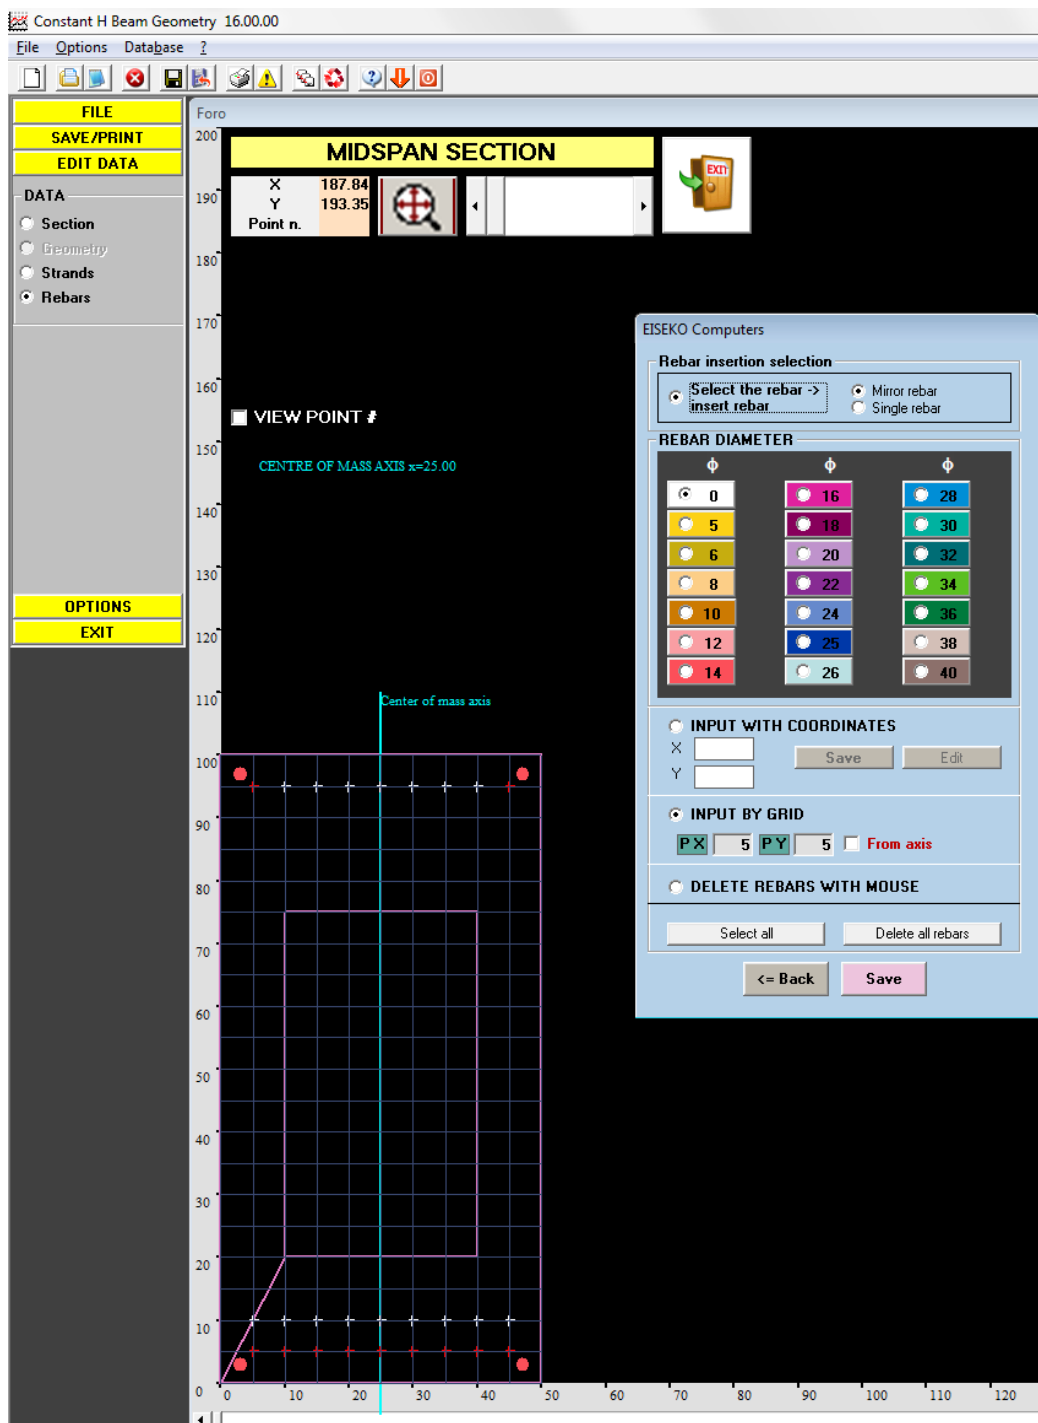 Constant H Beam Geometry 16.00.00
File Options Database ?
FILE
SAVE/PRINT
EDIT DATA
DATA
Section
Geometry
Strands
Rebars
OPTIONS
EXIT
Foro
MIDSPAN SECTION
X 187.84
Y 193.35
Point n.
EXIT
VIEW POINT #
CENTRE OF MASS AXIS x=25.00
Center of mass axis
200
190
180
170
160
150
140
130
120
110
100
90
80
70
60
50
40
30
20
10
0
0 10 20 30 40 50 60 70 80 90 100 110 120
EISEKO Computers
Rebar insertion selection
Select the rebar ->
insert rebar
Mirror rebar
Single rebar
REBAR DIAMETER
ϕ ϕ ϕ
0 16 28
5 18 30
6 20 32
8 22 34
10 24 36
12 25 38
14 26 40
INPUT WITH COORDINATES
X
Y
Save Edit
INPUT BY GRID
PX 5 PY 5 From axis
DELETE REBARS WITH MOUSE
Select all Delete all rebars
<= Back Save